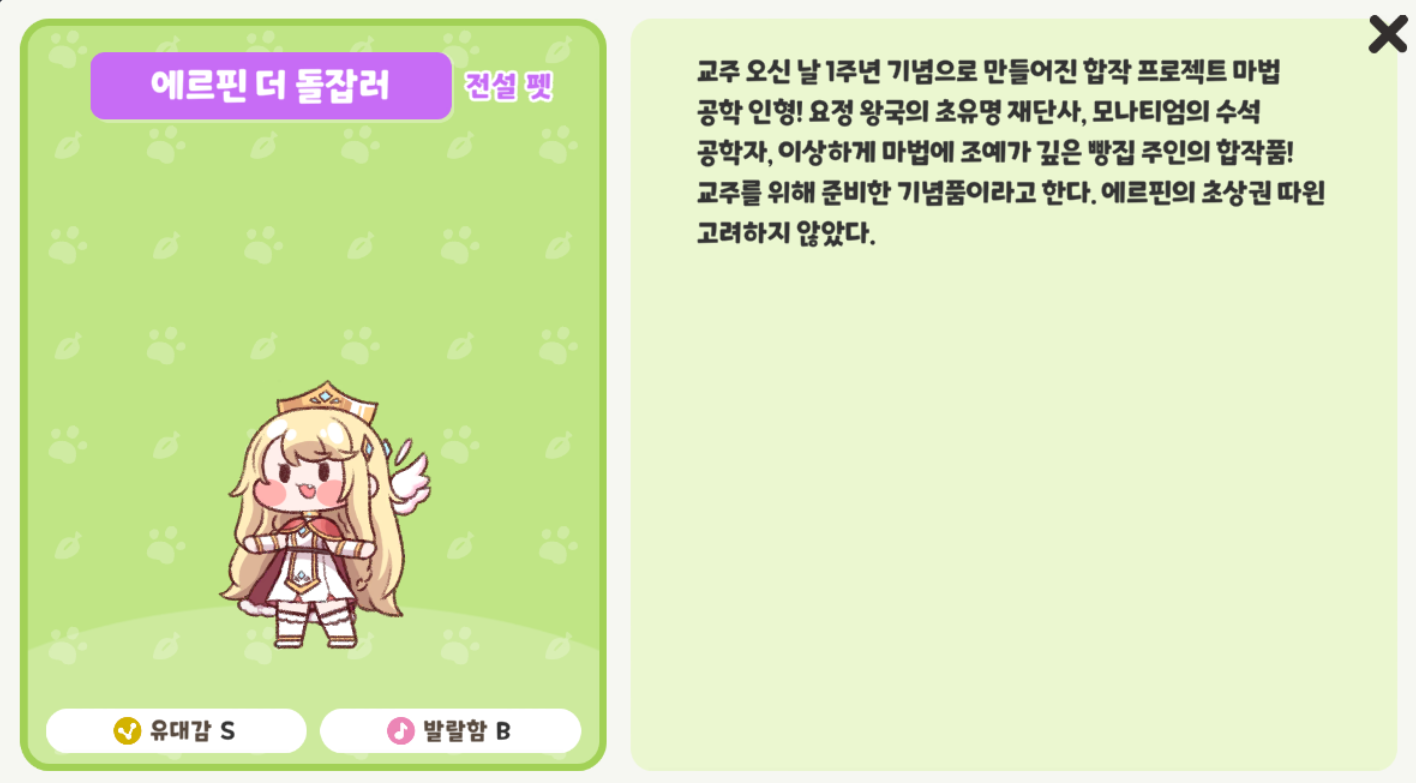 에르핀 더 돌잡러 전설 펫
유대감 S
발랄함 B
교주 오신 날 1주년 기념으로 만들어진 합작 프로젝트 마법
공학 인형! 요정 왕국의 초유명 재단사, 모나티엄의 수석
공학자, 이상하게 마법에 조예가 깊은 빵집 주인의 합작품!
교주를 위해 준비한 기념품이라고 한다. 에르핀의 초상권 따윈
고려하지 않았다.